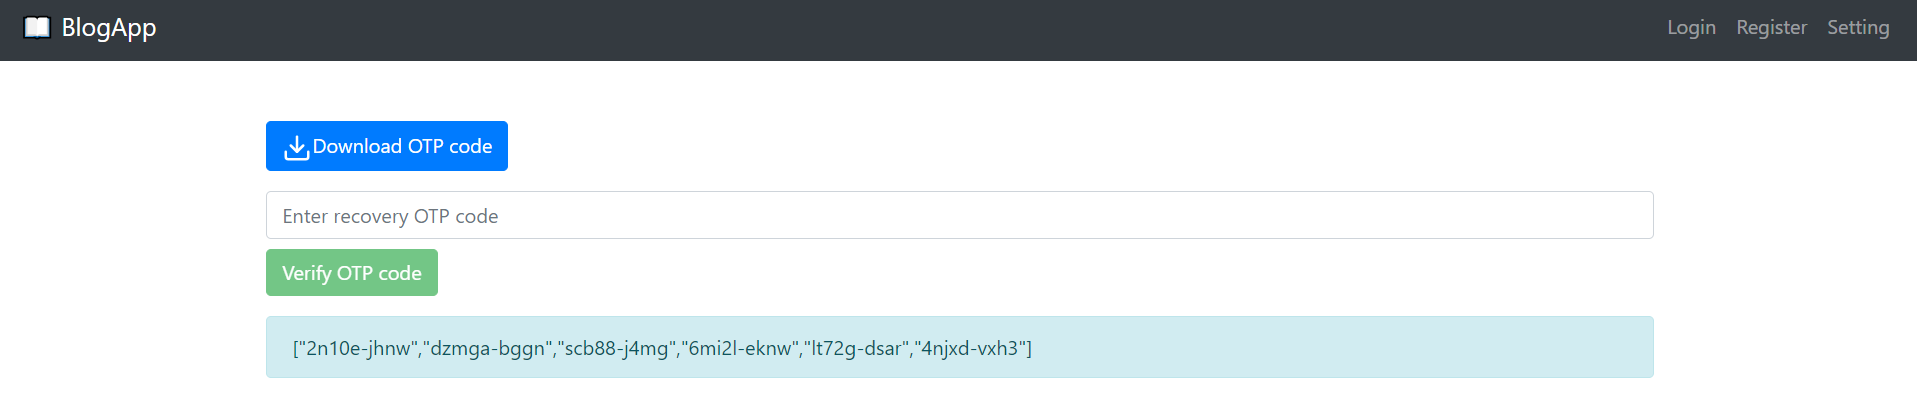 BlogApp
Login Register Setting
Download OTP code
Enter recovery OTP code
Verify OTP code
["2n10e-jhnw","dzmga-bggn","scb88-j4mg","6mi2l-eknw","lt72g-dsar","4njxd-vxh3"]